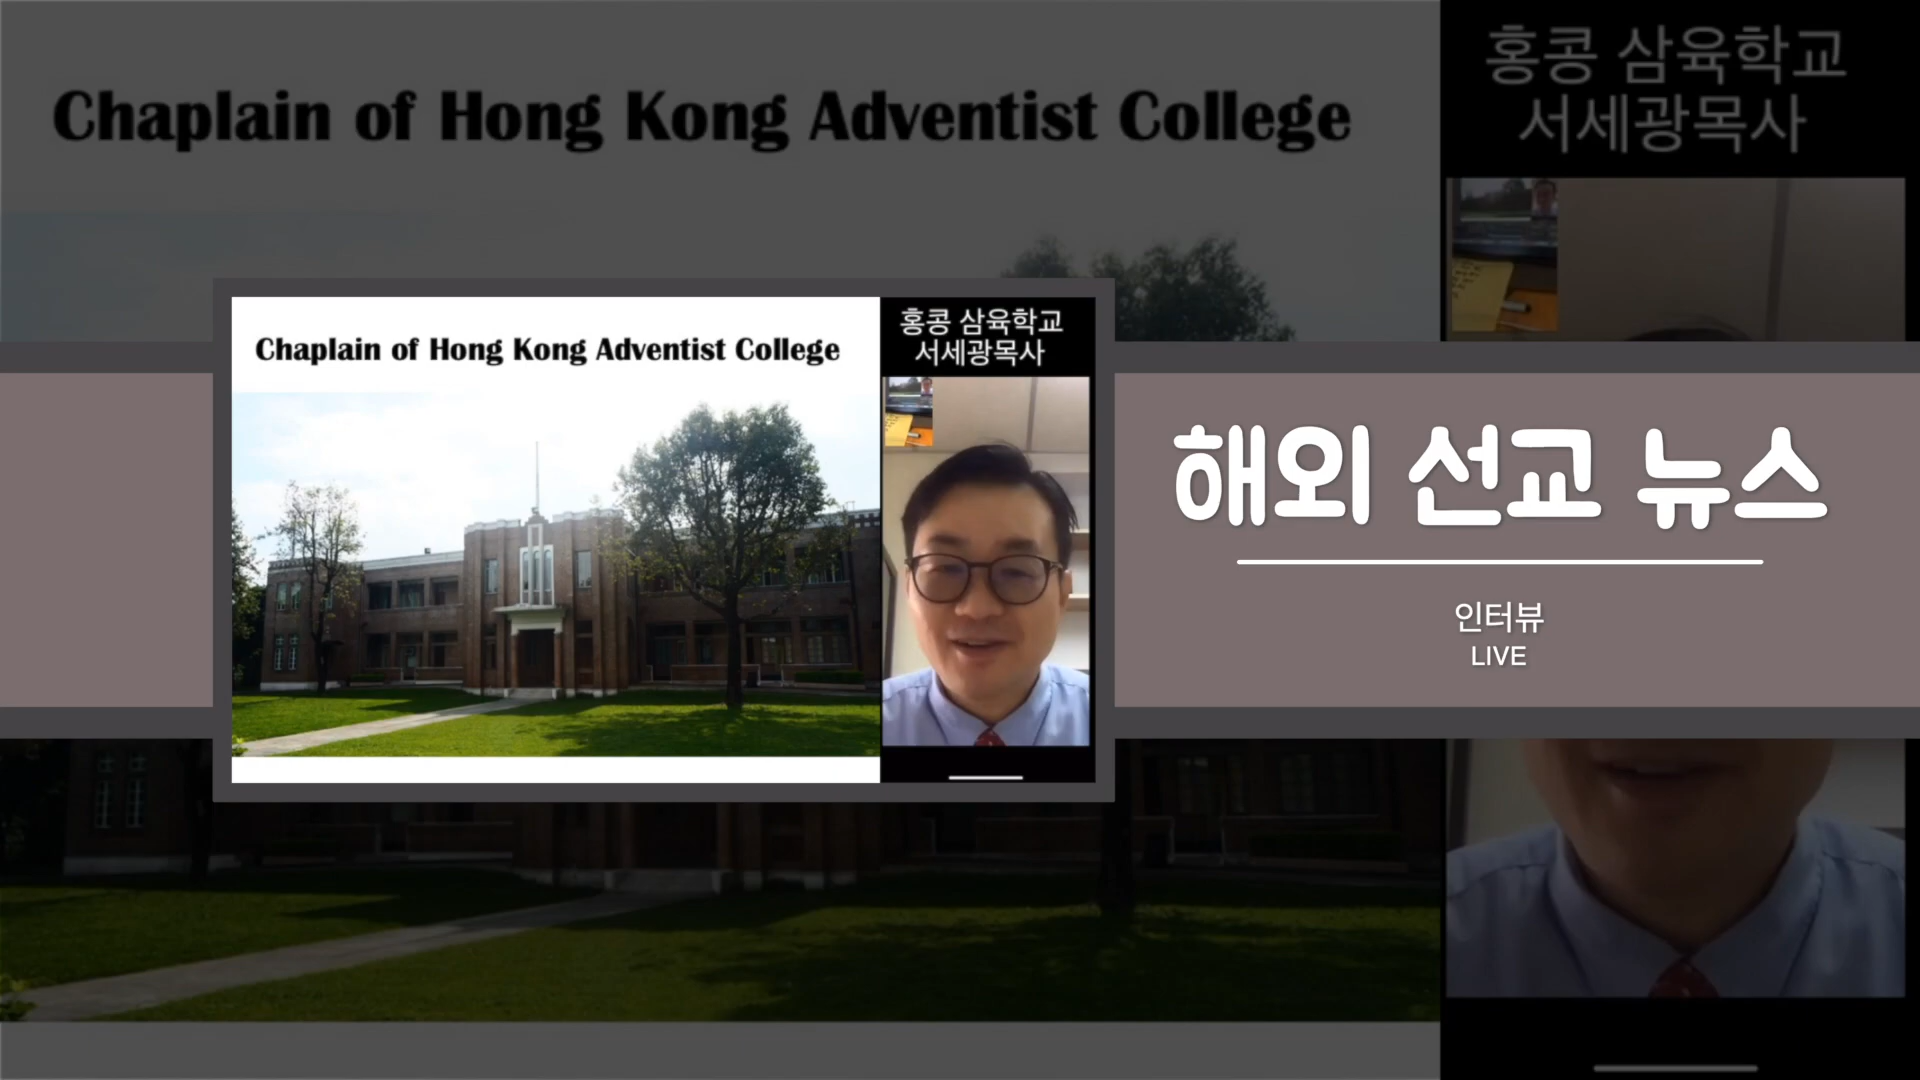 Chaplain of Hong Kong Adventist College
홍콩 삼육학교
서세광목사
Chaplain of Hong Kong Adventist College
홍콩 삼육학교
서세광목사
해외 선교 뉴스
인터뷰
LIVE